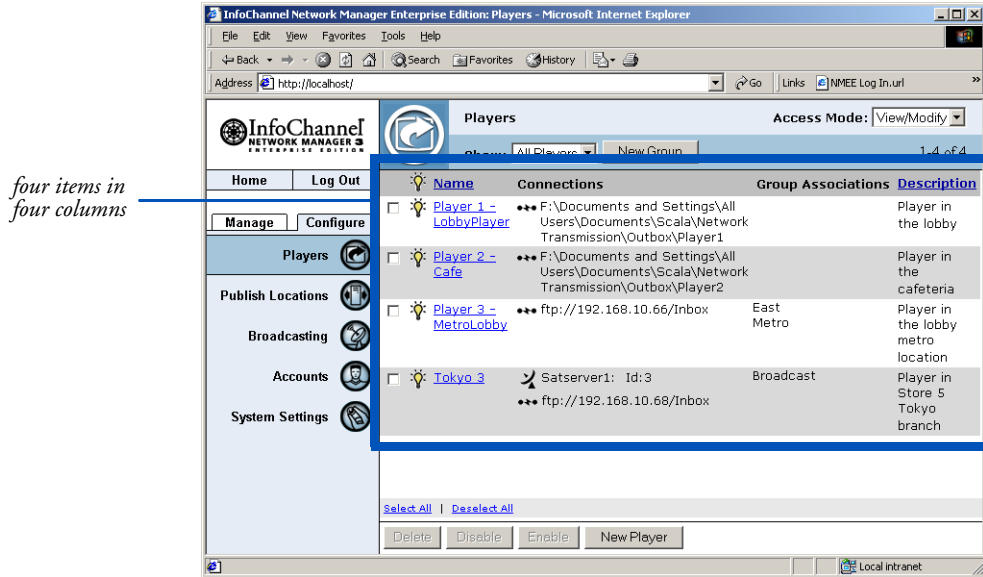 InfoChannel Network Manager Enterprise Edition: Players - Microsoft Internet Explorer
File Edit View Favorites Tools Help
Back Search Favorites History
Address http://localhost/ Go Links NMEE Log In.url »
InfoChannel
NETWORK MANAGER 3
ENTERPRISE EDITION
Players Access Mode: View/Modify
Show: All Players New Group 1-4 of 4
Home Log Out
four items in
four columns
Manage Configure
Players
Publish Locations
Broadcasting
Accounts
System Settings
Name Connections Group Associations Description
Player 1 - F:\Documents and Settings\All Player in
LobbyPlayer Users\Documents\Scala\Network the lobby
Transmission\Outbox\Player1
Player 2 - F:\Documents and Settings\All Player in
Cafe Users\Documents\Scala\Network the
Transmission\Outbox\Player2 cafeteria
Player 3 - ftp://192.168.10.66/Inbox East Player in
MetroLobby Metro the lobby
metro
location
Tokyo 3 Satserver1: Id:3 Broadcast Player in
Store 5
ftp://192.168.10.68/Inbox Tokyo
branch
Select All | Deselect All
Delete Disable Enable New Player
Local intranet